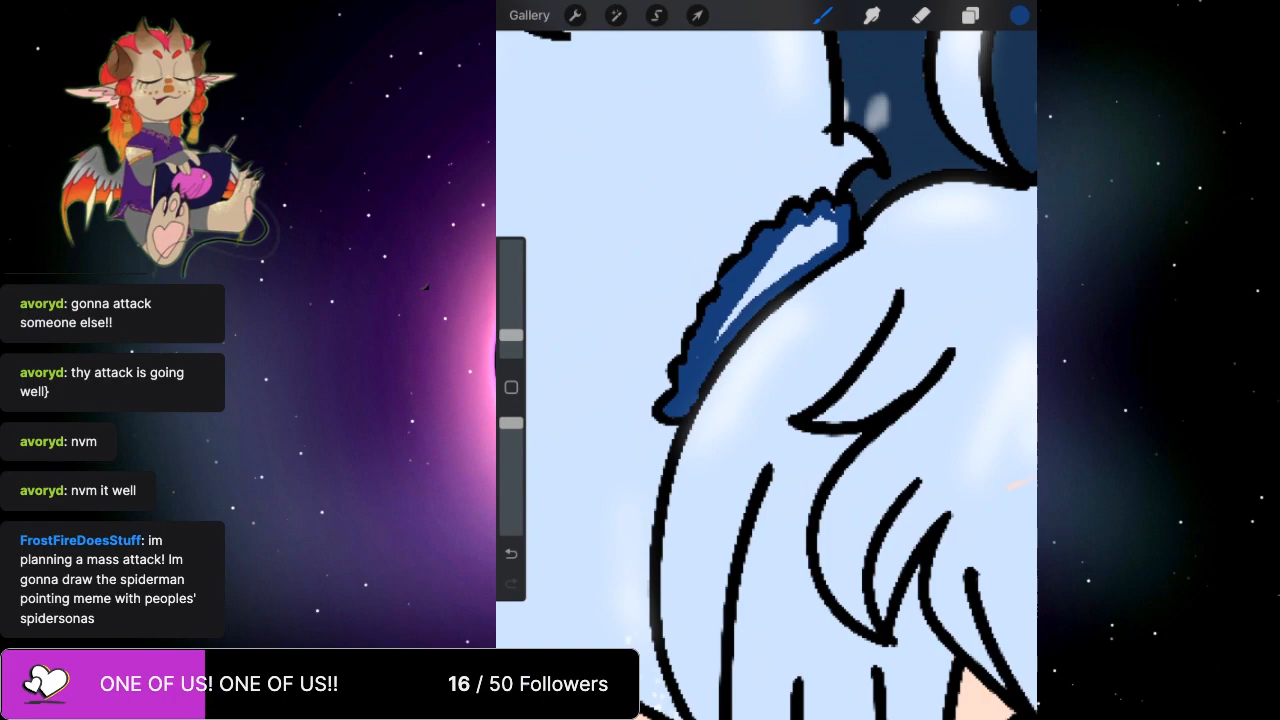 Gallery
avoryd: gonna attack
someone else!!
avoryd: thy attack is going
well}
avoryd: nvm
avoryd: nvm it well
FrostFireDoesStuff: im
planning a mass attack! Im
gonna draw the spiderman
pointing meme with peoples'
spidersonas
ONE OF US! ONE OF US!!
16 / 50 Followers